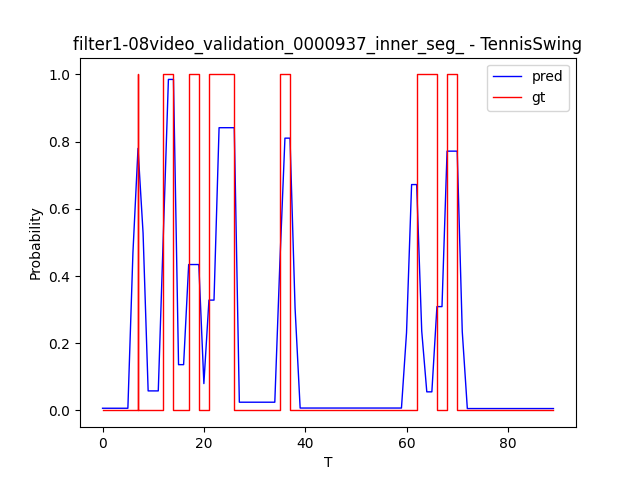 filter1-08video_validation_0000937_inner_seg_ - TennisSwing
pred
gt
1.0
0.8
0.6
0.4
0.2
0.0
Probability
0
20
40
60
80
T